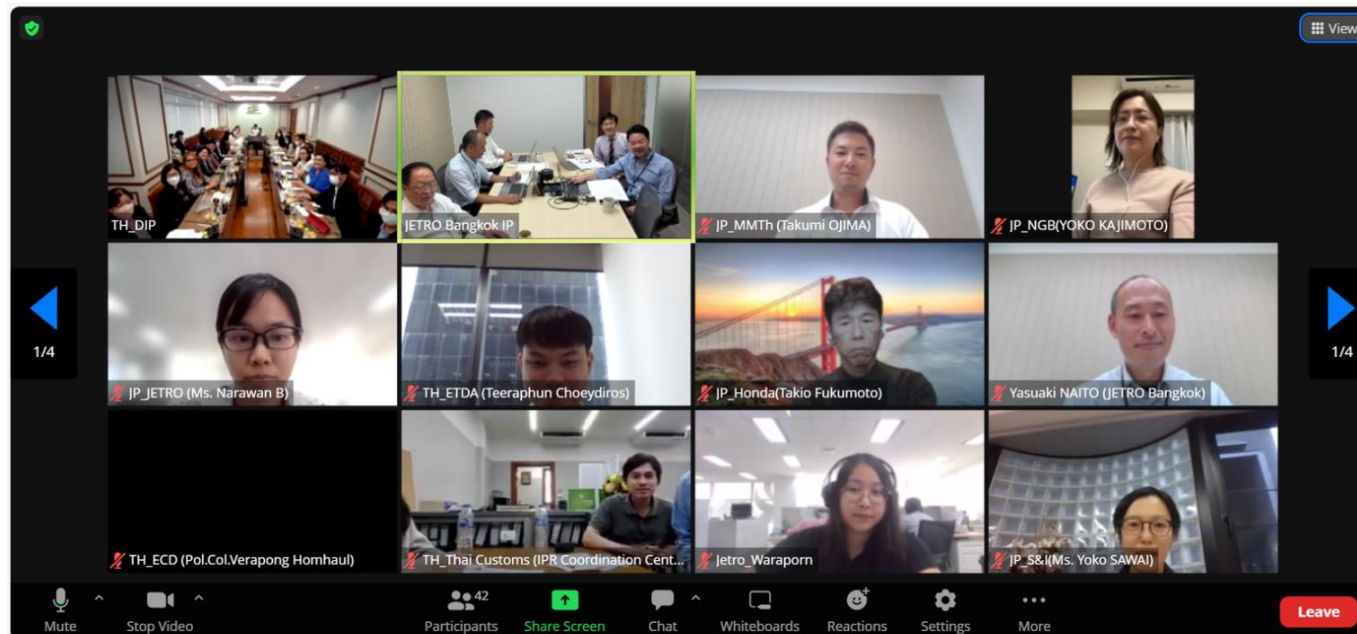 View
TH_DIP
JETRO Bangkok IP
JP_MMTh (Takumi OJIMA)
JP_NGB(YOKO KAJIMOTO)
1/4
1/4
JP_JETRO (Ms. Narawan B)
TH_ETDA (Teeraphun Choeydiros)
JP_Honda(Takio Fukumoto)
Yasuaki NAITO (JETRO Bangkok)
TH_ECD (Pol.Col.Verapong Homhaul)
TH_Thai Customs (IPR Coordination Cent...
Jetro_Waraporn
JP_S&I(Ms. Yoko SAWAI)
42
Mute
Stop Video
Participants
Share Screen
Chat
Whiteboards
Reactions
Settings
More
Leave